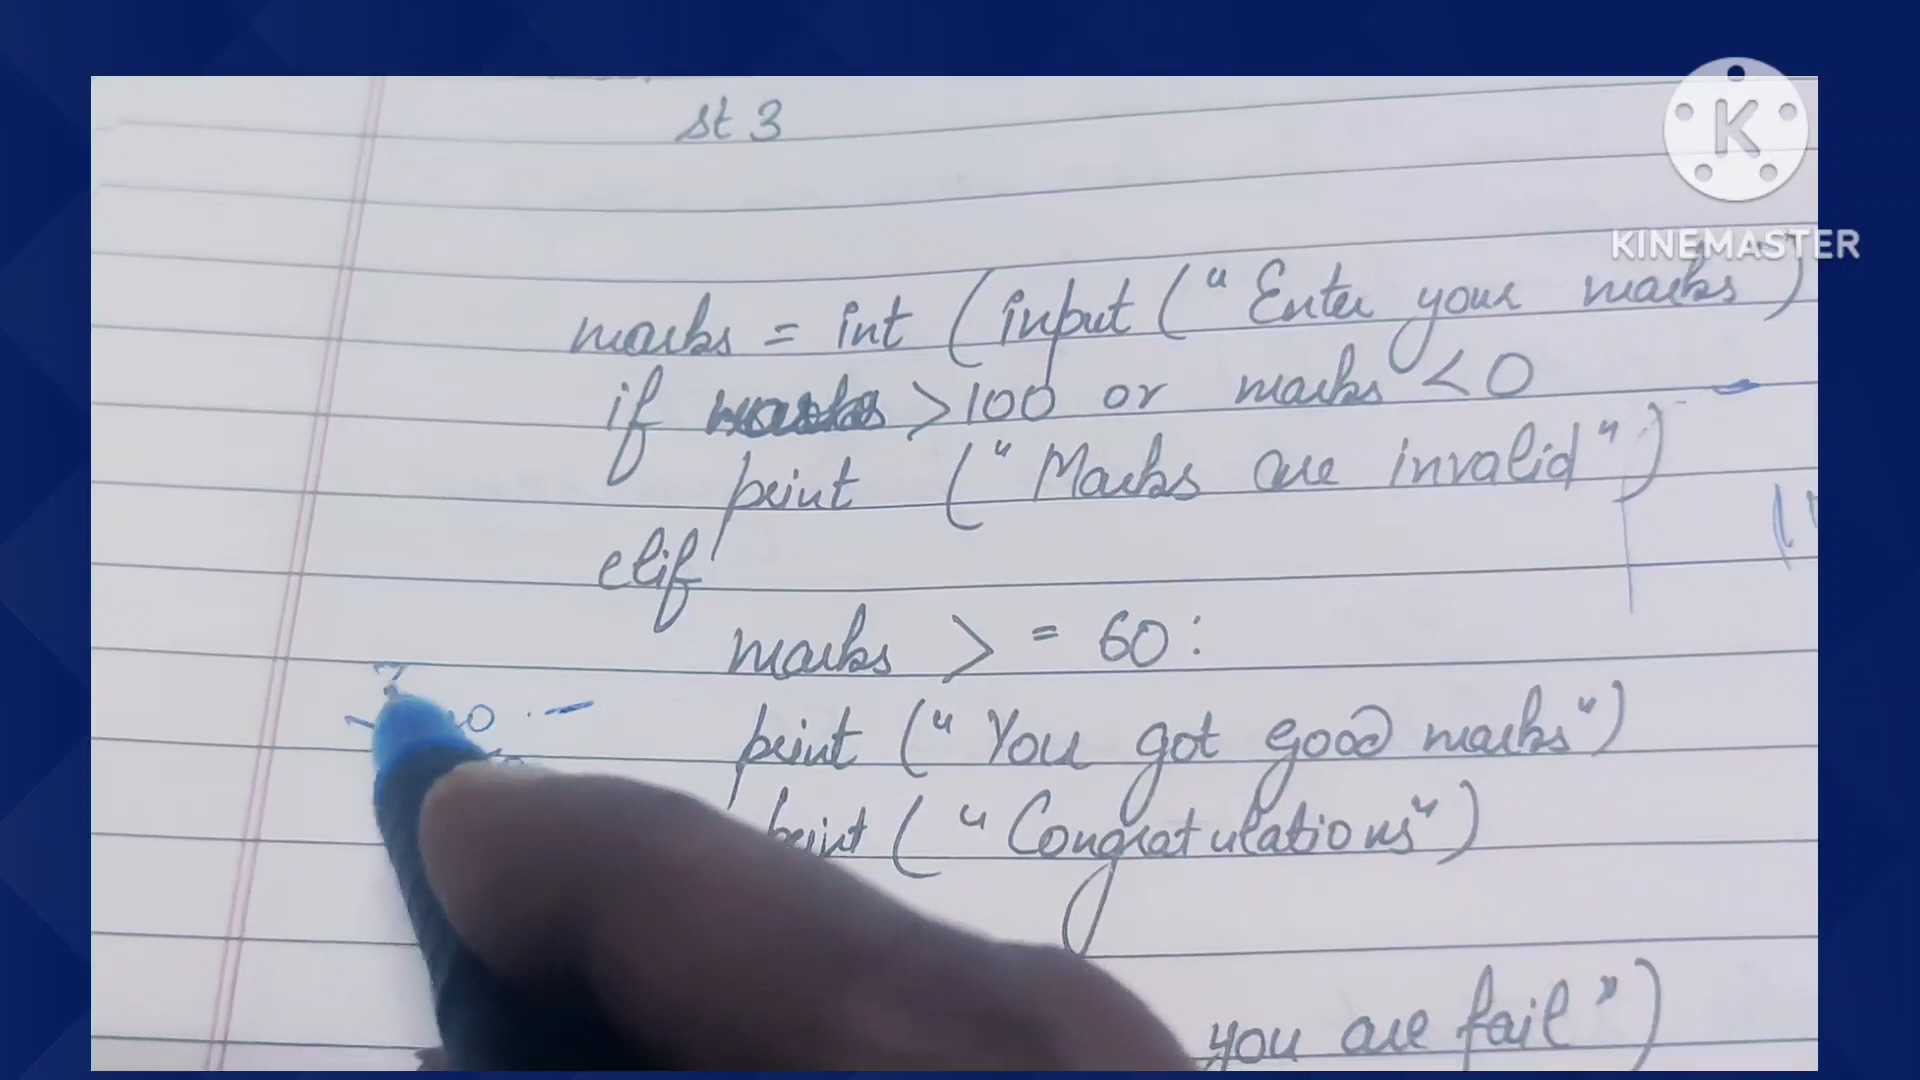 st 3
KINEMASTER
marks = int (input ("Enter your marks")
if marks >100 or marks <0
print ("Marks are invalid")
elif
marks > = 60:
print ("You got good marks")
print ("Congratulations")
you are fail")